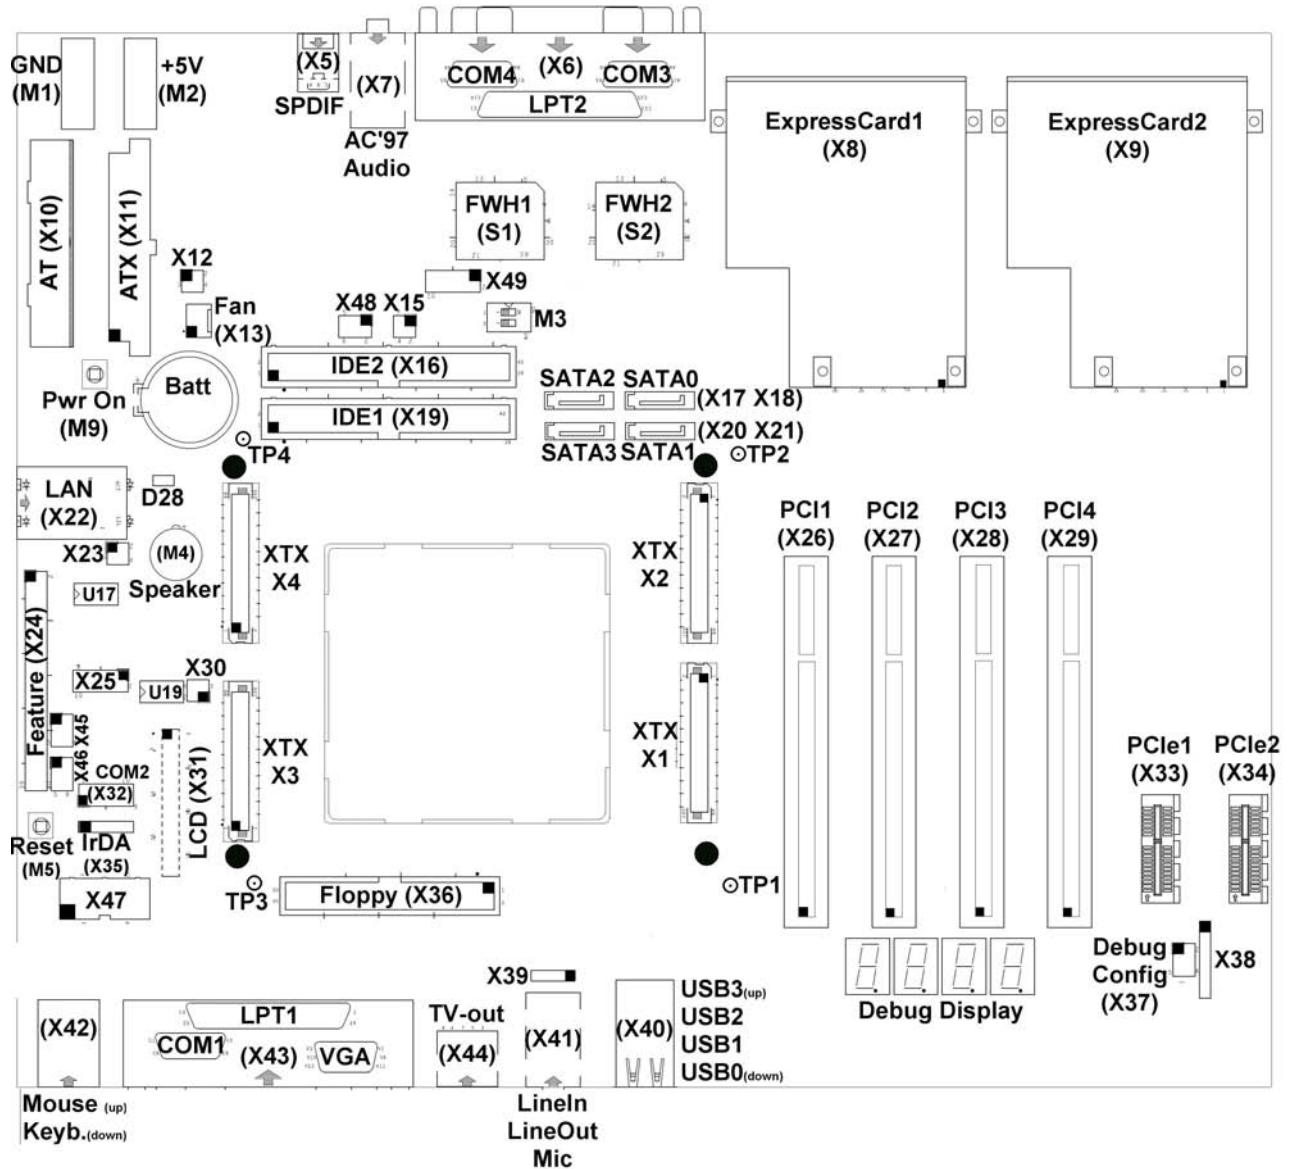 GND
(M1)
+5V
(M2)
(X5)
SPDIF
(X7)
AC'97
Audio
COM4
(X6)
COM3
LPT2
ExpressCard1
(X8)
ExpressCard2
(X9)
AT (X10)
ATX (X11)
X12
Fan
(X13)
FWH1
(S1)
FWH2
(S2)
X49
X48
X15
M3
Pwr On
(M9)
Batt
IDE2 (X16)
IDE1 (X19)
SATA2
SATA0
(X17 X18)
(X20 X21)
SATA3
SATA1
TP4
TP2
LAN
(X22)
D28
X23
(M4)
Speaker
U17
XTX
X4
XTX
X2
PCI1
(X26)
PCI2
(X27)
PCI3
(X28)
PCI4
(X29)
Feature (X24)
X25
U19
X30
X45
X46
COM2
(X32)
LCD (X31)
XTX
X3
XTX
X1
PCIe1
(X33)
PCIe2
(X34)
Reset
(M5)
IrDA
(X35)
X47
TP3
Floppy (X36)
TP1
Debug
Config
(X37)
X38
Debug Display
X39
(X42)
LPT1
COM1
(X43)
VGA
TV-out
(X44)
(X41)
(X40)
USB3(up)
USB2
USB1
USB0(down)
Mouse (up)
Keyb.(down)
LineIn
LineOut
Mic